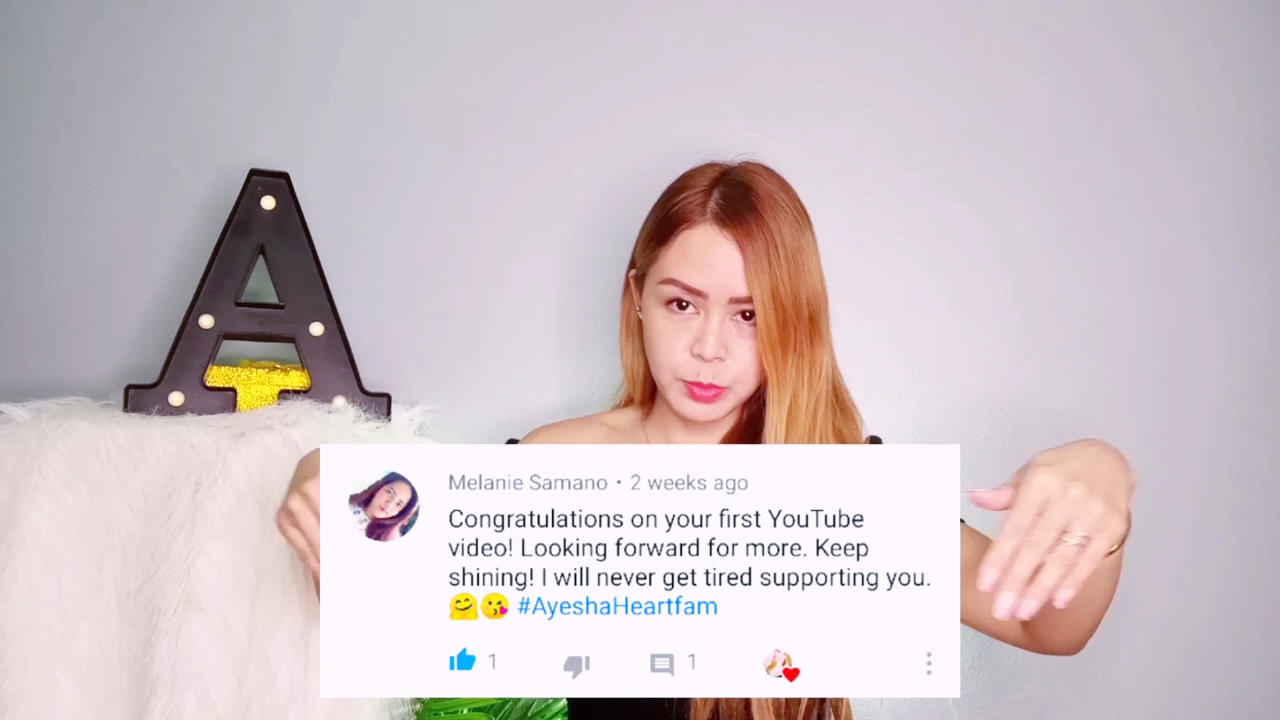 A
Melanie Samano • 2 weeks ago
Congratulations on your first YouTube
video! Looking forward for more. Keep
shining! I will never get tired supporting you.
🤗😘 #AyeshaHeartfam
1 1